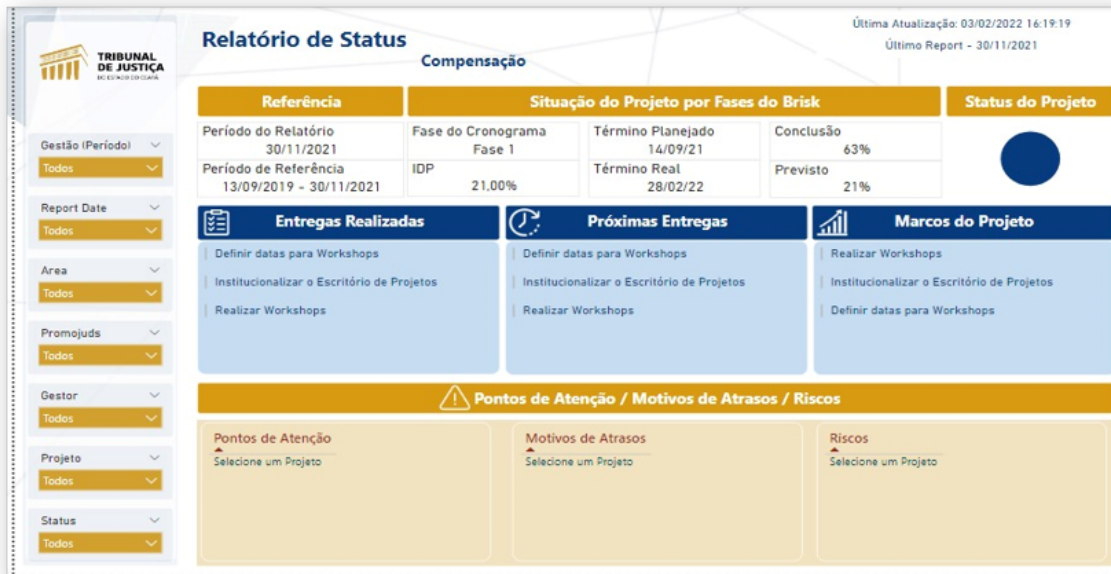 TRIBUNAL
DE JUSTIÇA
DO ESTADO DO CEARÁ
Relatório de Status
Compensação
Última Atualização: 03/02/2022 16:19:19
Último Report - 30/11/2021
Gestão (Período)
Todos
Report Date
Todos
Area
Todos
Promojuds
Todos
Gestor
Todos
Projeto
Todos
Status
Todos
Referência
Período do Relatório
30/11/2021
Período de Referência
13/09/2019 - 30/11/2021
Situação do Projeto por Fases do Brisk
Fase do Cronograma
Fase 1
IDP
21,00%
Término Planejado
14/09/21
Término Real
28/02/22
Conclusão
63%
Previsto
21%
Status do Projeto
Entregas Realizadas
Definir datas para Workshops
Institucionalizar o Escritório de Projetos
Realizar Workshops
Próximas Entregas
Definir datas para Workshops
Institucionalizar o Escritório de Projetos
Realizar Workshops
Marcos do Projeto
Realizar Workshops
Institucionalizar o Escritório de Projetos
Definir datas para Workshops
Pontos de Atenção / Motivos de Atrasos / Riscos
Pontos de Atenção
Selecione um Projeto
Motivos de Atrasos
Selecione um Projeto
Riscos
Selecione um Projeto